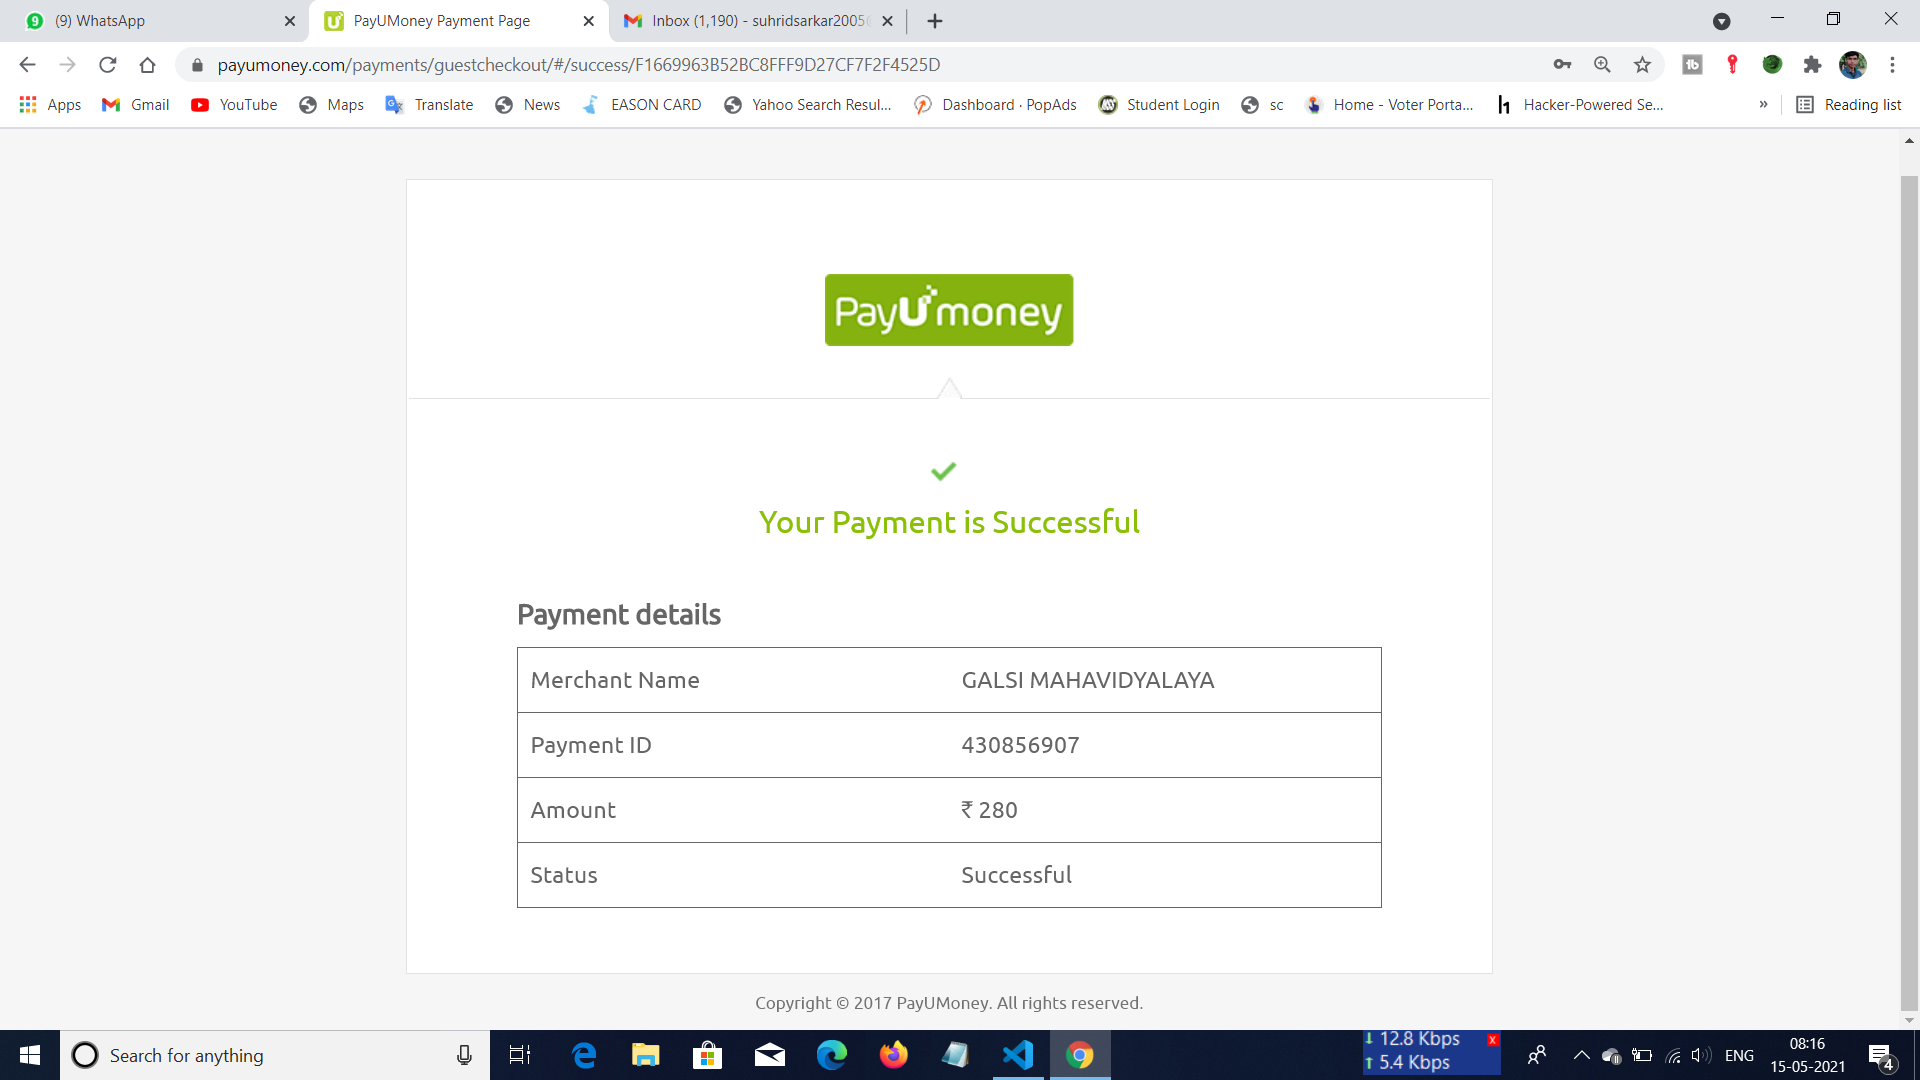 (9) WhatsApp
PayUMoney Payment Page
Inbox (1,190) - suhridsarkar2005
payumoney.com/payments/guestcheckout/#/success/F1669963B52BC8FFF9D27CF7F2F4525D
Apps Gmail YouTube Maps Translate News EASON CARD Yahoo Search Resul... Dashboard · PopAds Student Login sc Home - Voter Porta... Hacker-Powered Se... » Reading list
PayUmoney
Your Payment is Successful
Payment details
Merchant Name GALSI MAHAVIDYALAYA
Payment ID 430856907
Amount ₹ 280
Status Successful
Copyright © 2017 PayUMoney. All rights reserved.
Search for anything
12.8 Kbps x
5.4 Kbps
ENG
08:16
15-05-2021
4